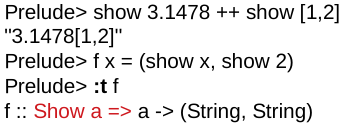 Prelude> show 3.1478 ++ show [1,2]
"3.1478[1,2]"
Prelude> f x = (show x, show 2)
Prelude> :t f
f :: Show a => a -> (String, String)